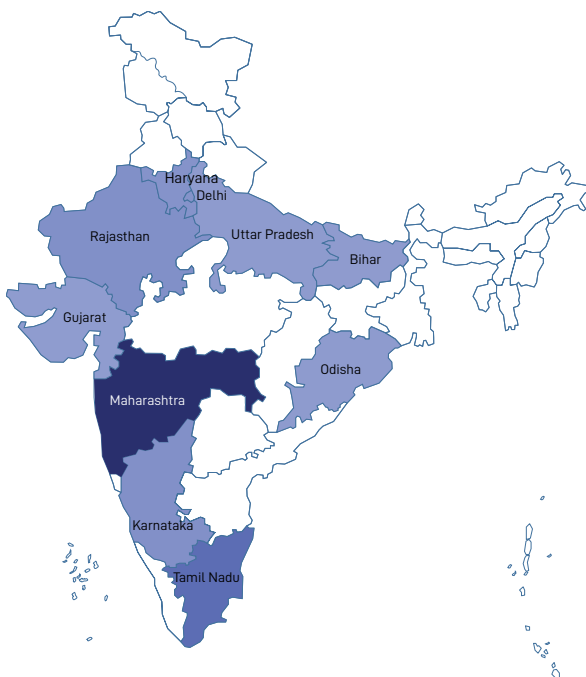 Haryana
Delhi
Rajasthan
Uttar Pradesh
Bihar
Gujarat
Odisha
Maharashtra
Karnataka
Tamil Nadu